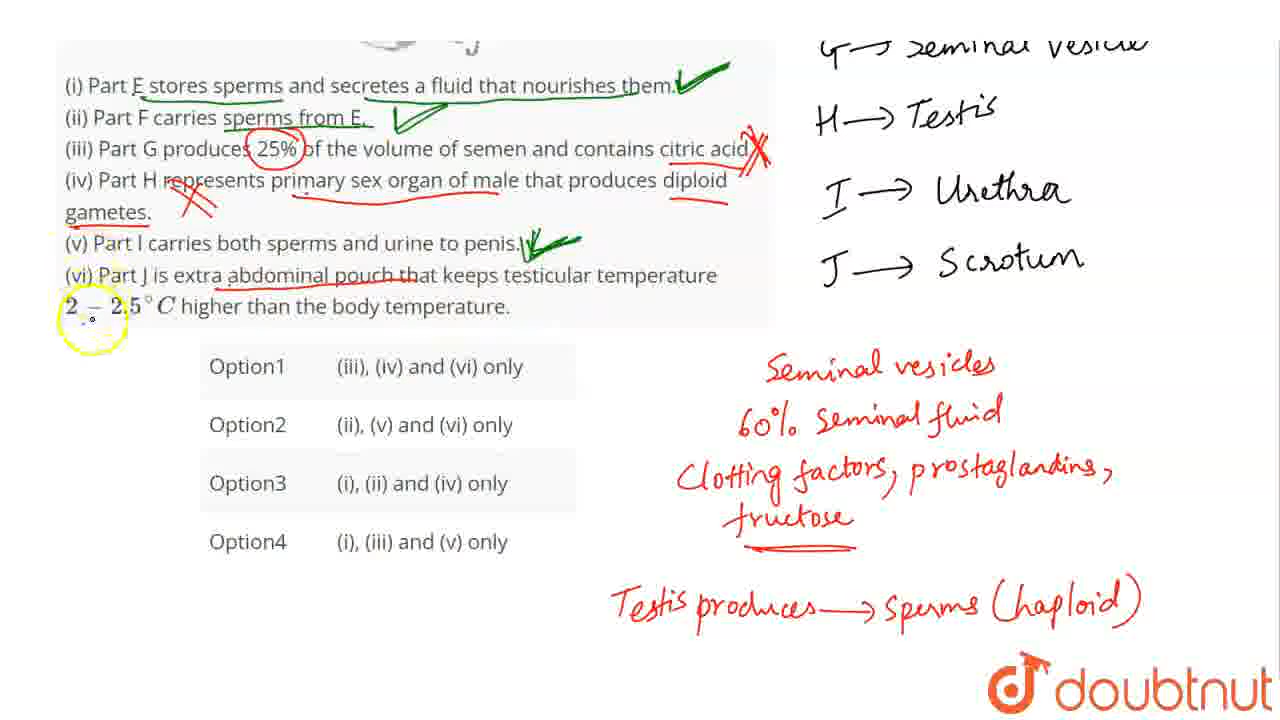 G → Seminal vesicle
(i) Part E stores sperms and secretes a fluid that nourishes them.
(ii) Part F carries sperms from E.
(iii) Part G produces 25% of the volume of semen and contains citric acid
(iv) Part H represents primary sex organ of male that produces diploid
gametes.
(v) Part I carries both sperms and urine to penis.
(vi) Part J is extra abdominal pouch that keeps testicular temperature
2 – 2.5°C higher than the body temperature.
H → Testis
I → Urethra
J → Scrotum
Option1 (iii), (iv) and (vi) only
Option2 (ii), (v) and (vi) only
Option3 (i), (ii) and (iv) only
Option4 (i), (iii) and (v) only
Seminal vesicles
60% seminal fluid
Clotting factors, prostaglandins,
fructose
Testis produces → sperms (haploid)
doubtnut